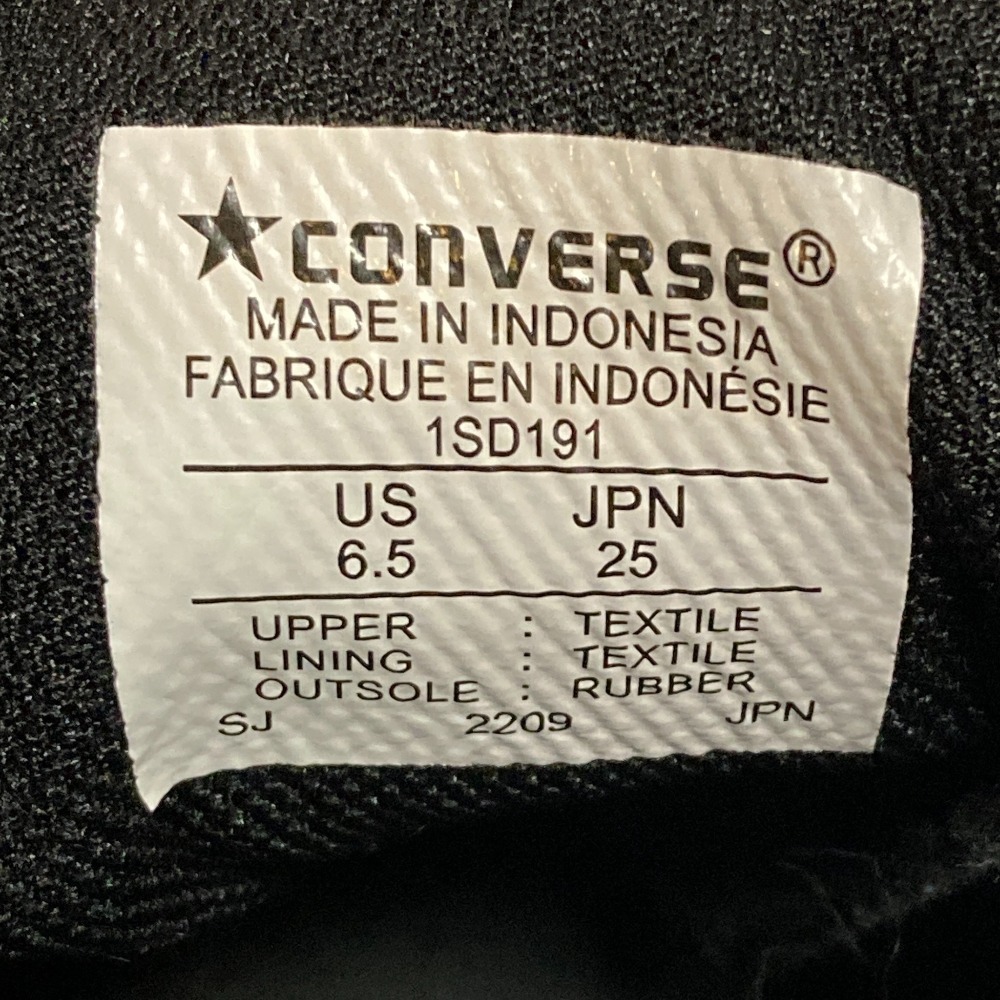 ★CONVERSE®
MADE IN INDONESIA
FABRIQUE EN INDONÉSIE
1SD191
US JPN
6.5 25
UPPER : TEXTILE
LINING : TEXTILE
OUTSOLE : RUBBER
SJ 2209 JPN